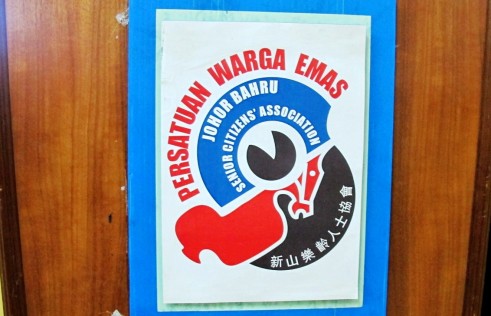 PERSATUAN WARGA EMAS
JOHOR BAHRU
SENIOR CITIZENS' ASSOCIATION
新山樂齡人士協會